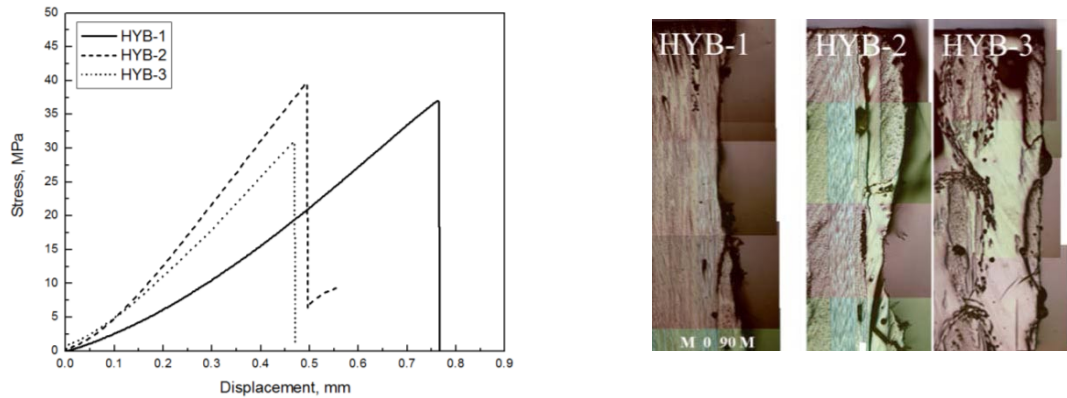 50
45
40
35
30
25
20
15
10
5
0
Stress, MPa
HYB-1
HYB-2
HYB-3
0.0 0.1 0.2 0.3 0.4 0.5 0.6 0.7 0.8 0.9
Displacement, mm
HYB-1 HYB-2 HYB-3
M 0 90 M